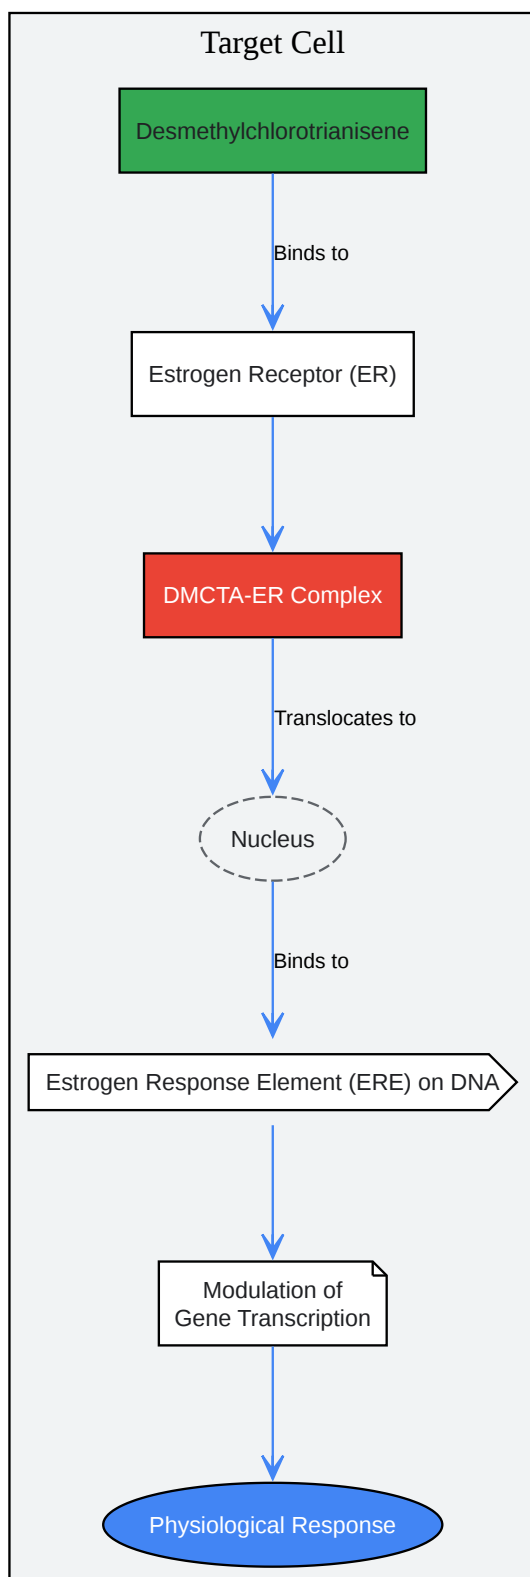 Target Cell
Desmethylchlorotrianisene
Binds to
Estrogen Receptor (ER)
DMCTA-ER Complex
Translocates to
Nucleus
Binds to
Estrogen Response Element (ERE) on DNA
Modulation of
Gene Transcription
Physiological Response